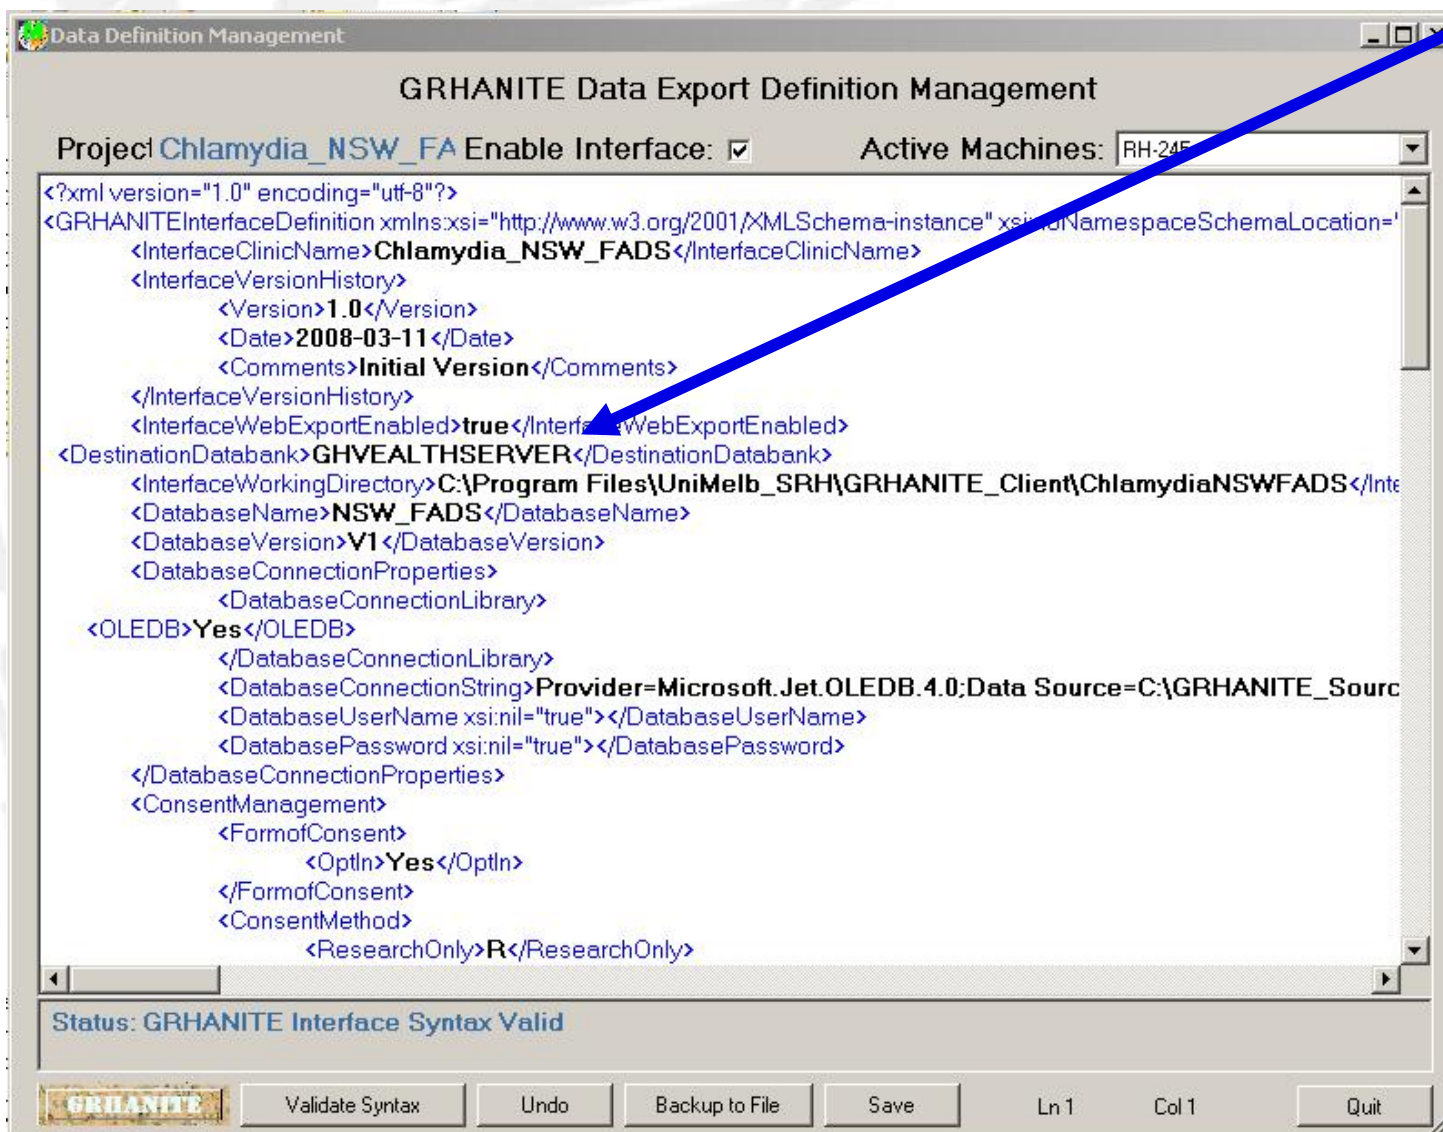 Data Definition Management
GRHANITE Data Export Definition Management
Project Chlamydia_NSW_FA Enable Interface: Active Machines: RH-245
<?xml version="1.0" encoding="utf-8"?>
<GRHANITEInterfaceDefinition xmlns:xsi="http://www.w3.org/2001/XMLSchema-instance" xsi:noNamespaceSchemaLocation="
<InterfaceClinicName>Chlamydia_NSW_FADS</InterfaceClinicName>
<InterfaceVersionHistory>
<Version>1.0</Version>
<Date>2008-03-11</Date>
<Comments>Initial Version</Comments>
</InterfaceVersionHistory>
<InterfaceWebExportEnabled>true</InterfaceWebExportEnabled>
<DestinationDatabank>GHVEALTHSERVER</DestinationDatabank>
<InterfaceWorkingDirectory>C:\Program Files\UniMelb_SRH\GRHANITE_Client\ChlamydiaNSWFADS</Inte
<DatabaseName>NSW_FADS</DatabaseName>
<DatabaseVersion>V1</DatabaseVersion>
<DatabaseConnectionProperties>
<DatabaseConnectionLibrary>
<OLEDB>Yes</OLEDB>
</DatabaseConnectionLibrary>
<DatabaseConnectionString>Provider=Microsoft.Jet.OLEDB.4.0;Data Source=C:\GRHANITE_Sourc
<DatabaseUserName xsi:nil="true"></DatabaseUserName>
<DatabasePassword xsi:nil="true"></DatabasePassword>
</DatabaseConnectionProperties>
<ConsentManagement>
<FormofConsent>
<OptIn>Yes</OptIn>
</FormofConsent>
<ConsentMethod>
<ResearchOnly>R</ResearchOnly>
Status: GRHANITE Interface Syntax Valid
GRHANITE Validate Syntax Undo Backup to File Save Ln 1 Col 1 Quit